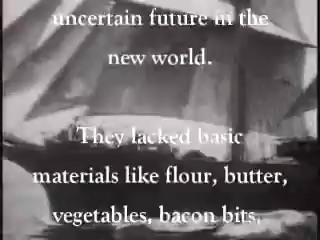 uncertain future in the
new world.
They lacked basic
materials like flour, butter,
vegetables, bacon bits,